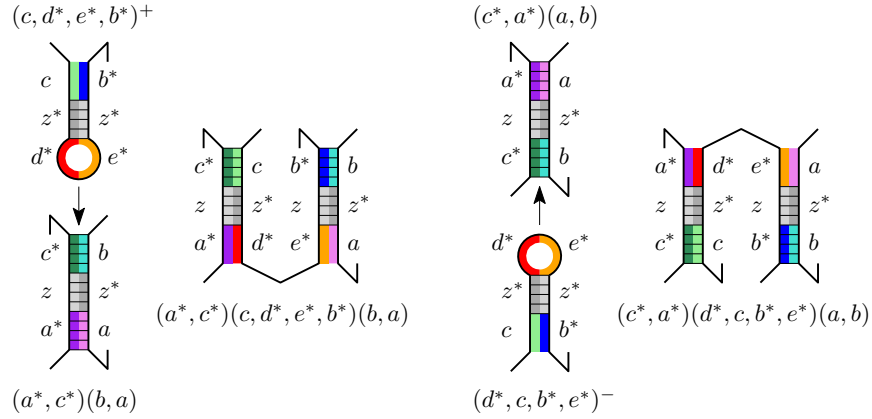 (c, d*, e*, b*)⁺
c b*
z* z*
d* e*
c* b
z z*
a* a
(a*, c*)(b, a)
c* c
z z*
a* d*
b* b
z z*
e* a
(a*, c*)(c, d*, e*, b*)(b, a)
(c*, a*)(a, b)
a* a
z z*
c* b
d* e*
z* z*
c b*
(d*, c, b*, e*)⁻
a* d*
z z*
c* c
e* a
z z*
b* b
(c*, a*)(d*, c, b*, e*)(a, b)